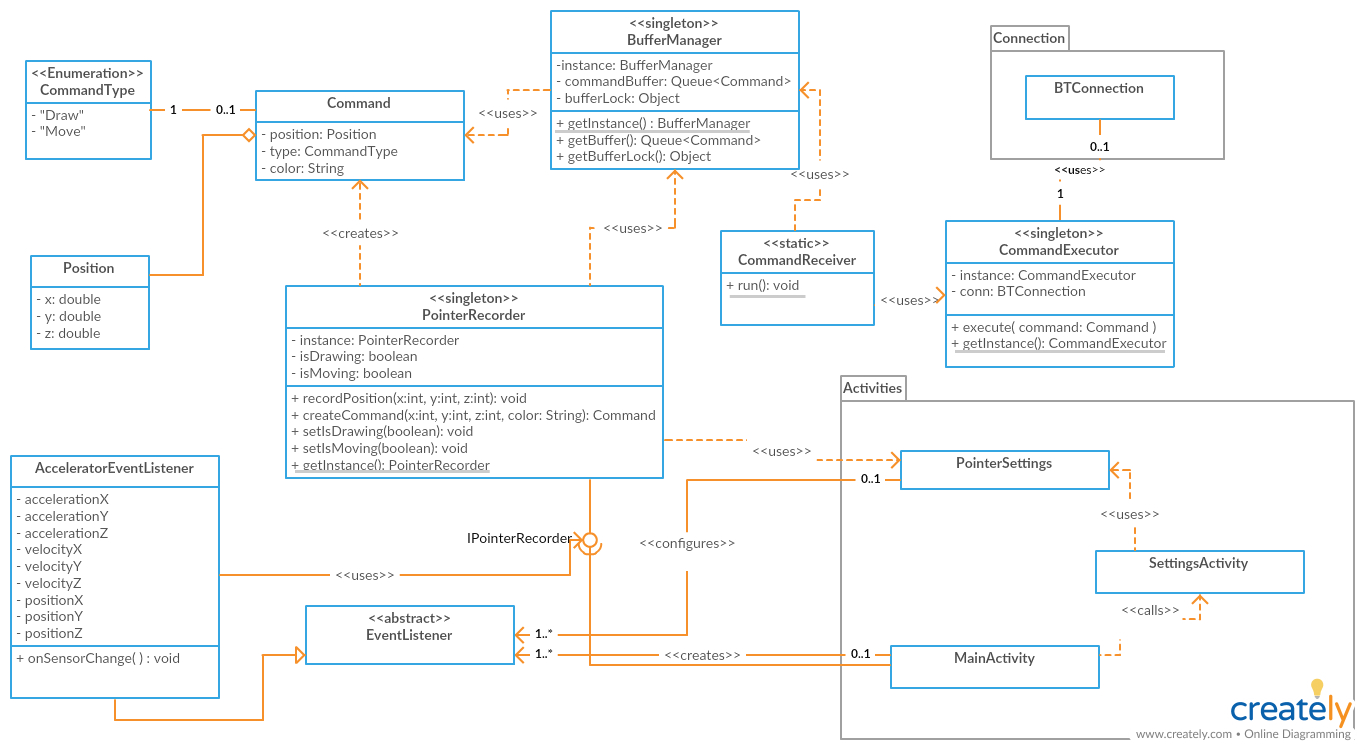 <<Enumeration>>
CommandType
- "Draw"
- "Move"
1
0..1
Command
- position: Position
- type: CommandType
- color: String
<<uses>>
<<singleton>>
BufferManager
-instance: BufferManager
- commandBuffer: Queue<Command>
- bufferLock: Object
+ getInstance() : BufferManager
+ getBuffer(): Queue<Command>
+ getBufferLock(): Object
<<uses>>
Connection
BTConnection
0..1
<<uses>>
1
<<creates>>
<<uses>>
<<static>>
CommandReceiver
+ run(): void
<<uses>>
<<singleton>>
CommandExecutor
- instance: CommandExecutor
- conn: BTConnection
+ execute( command: Command )
+ getInstance(): CommandExecutor
Position
- x: double
- y: double
- z: double
<<singleton>>
PointerRecorder
- instance: PointerRecorder
- isDrawing: boolean
- isMoving: boolean
+ recordPosition(x:int, y:int, z:int): void
+ createCommand(x:int, y:int, z:int, color: String): Command
+ setIsDrawing(boolean): void
+ setIsMoving(boolean): void
+ getInstance(): PointerRecorder
Activities
<<uses>>
PointerSettings
0..1
<<uses>>
AcceleratorEventListener
- accelerationX
- accelerationY
- accelerationZ
- velocityX
- velocityY
- velocityZ
- positionX
- positionY
- positionZ
+ onSensorChange( ) : void
IPointerRecorder
<<configures>>
<<uses>>
SettingsActivity
<<calls>>
<<abstract>>
EventListener
1..*
1..*
<<creates>>
0..1
MainActivity
creately
www.creately.com • Online Diagramming